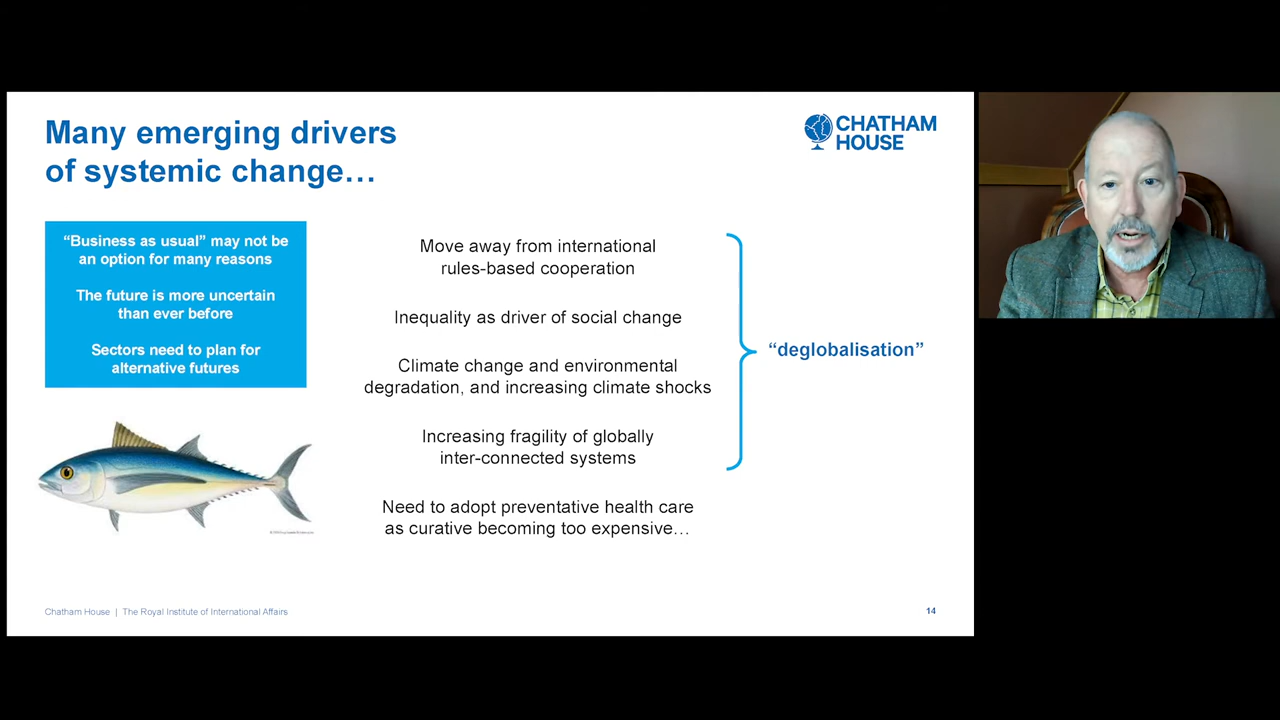 Many emerging drivers
of systemic change…
CHATHAM
HOUSE
“Business as usual” may not be
an option for many reasons
The future is more uncertain
than ever before
Sectors need to plan for
alternative futures
Move away from international
rules-based cooperation
Inequality as driver of social change
Climate change and environmental
degradation, and increasing climate shocks
Increasing fragility of globally
inter-connected systems
“deglobalisation”
Need to adopt preventative health care
as curative becoming too expensive…
Chatham House | The Royal Institute of International Affairs
14